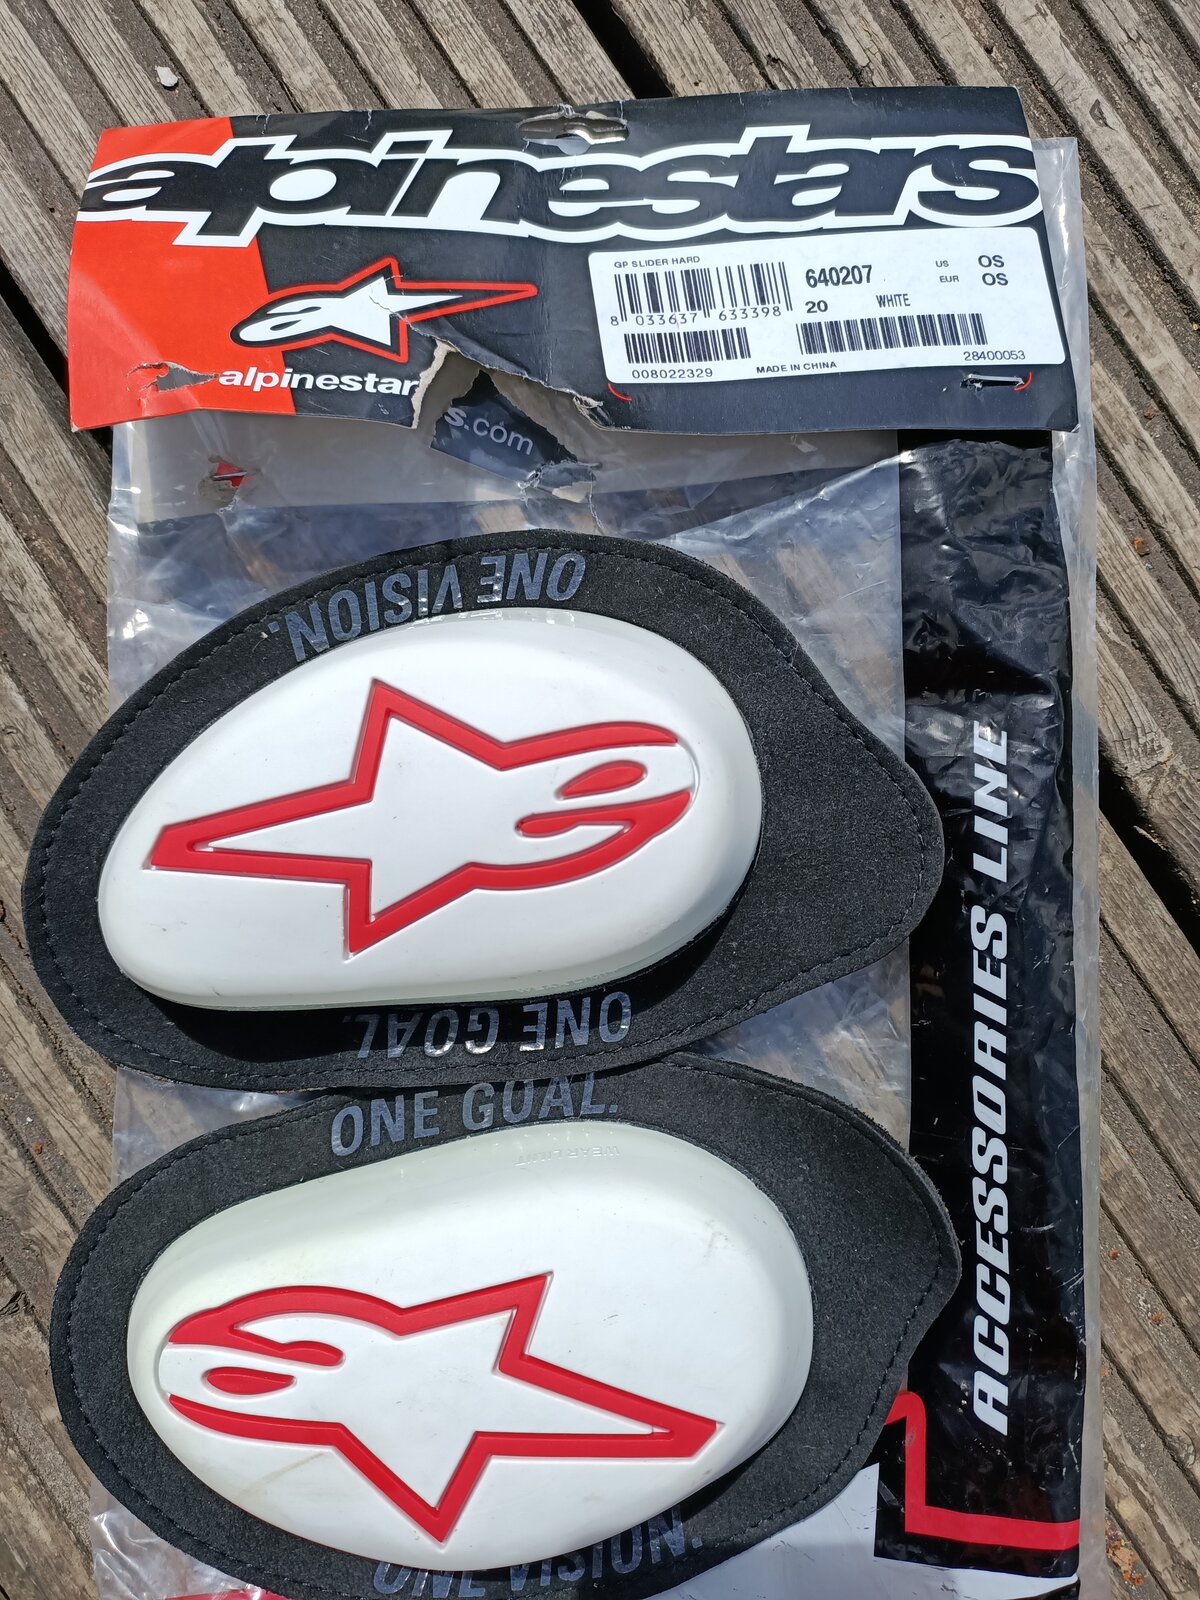 alpinestars
GP SLIDER HARD
640207
US OS
EUR OS
8 033637 633398
20 WHITE
008022329
MADE IN CHINA
28400053
alpinestar
s.com
ONE VISION.
ONE GOAL.
ONE GOAL.
WEAR LIMIT
ONE VISION.
ACCESSORIES LINE